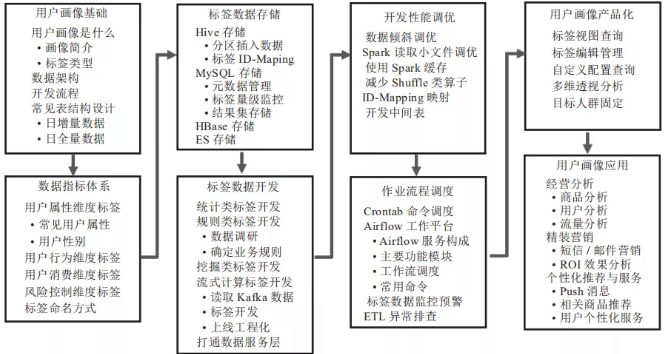 用户画像基础
用户画像是什么
• 画像简介
• 标签类型
数据架构
开发流程
常见表结构设计
• 日增量数据
• 日全量数据
数据指标体系
用户属性维度标签
• 常见用户属性
• 用户性别
用户行为维度标签
用户消费维度标签
风险控制维度标签
标签命名方式
标签数据存储
Hive 存储
• 分区插入数据
• 标签 ID-Maping
MySQL 存储
• 元数据管理
• 标签量级监控
• 结果集存储
HBase 存储
ES 存储
标签数据开发
统计类标签开发
规则类标签开发
• 数据调研
• 确定业务规则
挖掘类标签开发
流式计算标签开发
• 读取 Kafka 数据
• 标签开发
• 上线工程化
打通数据服务层
开发性能调优
数据倾斜调优
Spark 读取小文件调优
使用 Spark 缓存
减少 Shuffle 类算子
ID-Mapping 映射
开发中间表
作业流程调度
Crontab 命令调度
Airflow 工作平台
• Airflow 服务构成
• 主要功能模块
• 工作流调度
• 常用命令
标签数据监控预警
ETL 异常排查
用户画像产品化
标签视图查询
标签编辑管理
自定义配置查询
多维透视分析
目标人群固定
用户画像应用
经营分析
• 商品分析
• 用户分析
• 流量分析
精装营销
• 短信 / 邮件营销
• ROI 效果分析
个性化推荐与服务
• Push 消息
• 相关商品推荐
• 用户个性化服务